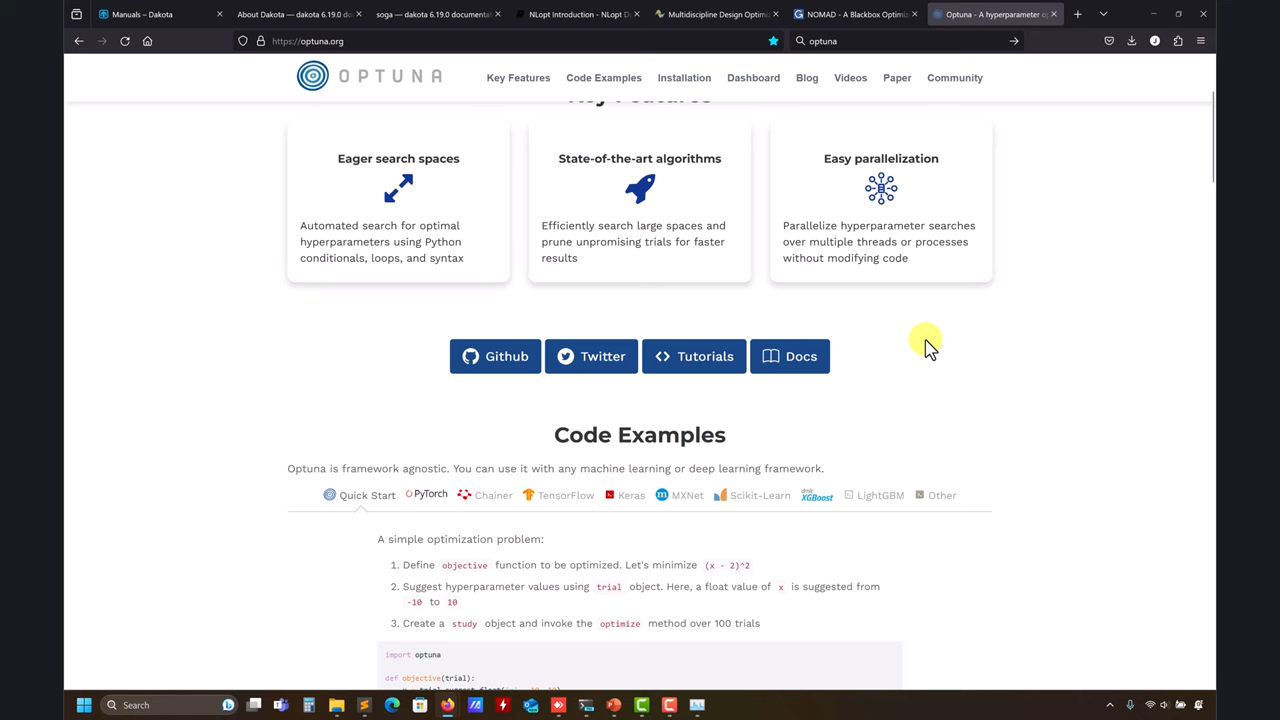 Manuals – Dakota
About Dakota — dakota 6.19.0 doc
soga — dakota 6.19.0 documentat
NLopt Introduction - NLopt Do
Multidiscipline Design Optimiz
NOMAD - A Blackbox Optimiz
Optuna - A hyperparameter o
https://optuna.org
optuna
OPTUNA
Key Features
Code Examples
Installation
Dashboard
Blog
Videos
Paper
Community
Key Features
Eager search spaces
Automated search for optimal
hyperparameters using Python
conditionals, loops, and syntax
State-of-the-art algorithms
Efficiently search large spaces and
prune unpromising trials for faster
results
Easy parallelization
Parallelize hyperparameter searches
over multiple threads or processes
without modifying code
Github
Twitter
Tutorials
Docs
Code Examples
Optuna is framework agnostic. You can use it with any machine learning or deep learning framework.
Quick Start
PyTorch
Chainer
TensorFlow
Keras
MXNet
Scikit-Learn
dmlc XGBoost
LightGBM
Other
A simple optimization problem:
1. Define objective function to be optimized. Let's minimize (x - 2)^2
2. Suggest hyperparameter values using trial object. Here, a float value of x is suggested from
-10 to 10
3. Create a study object and invoke the optimize method over 100 trials
import optuna
def objective(trial):
Search